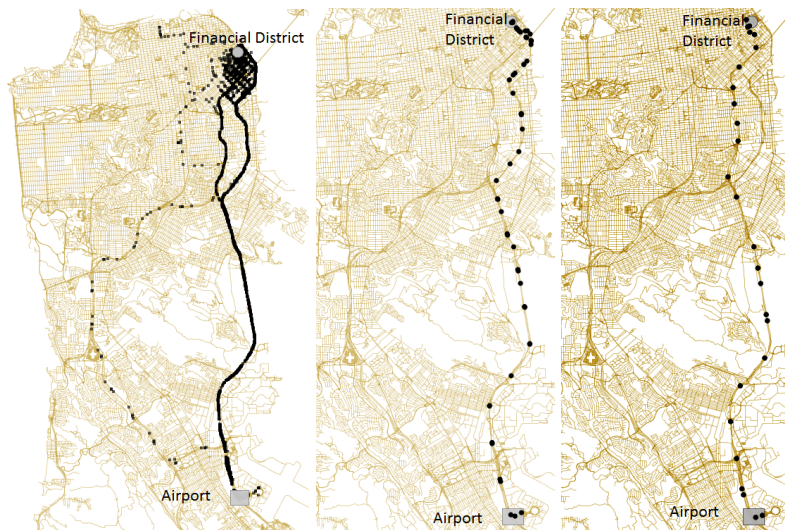 Financial District
Airport
Financial
District
Airport
Financial
District
Airport